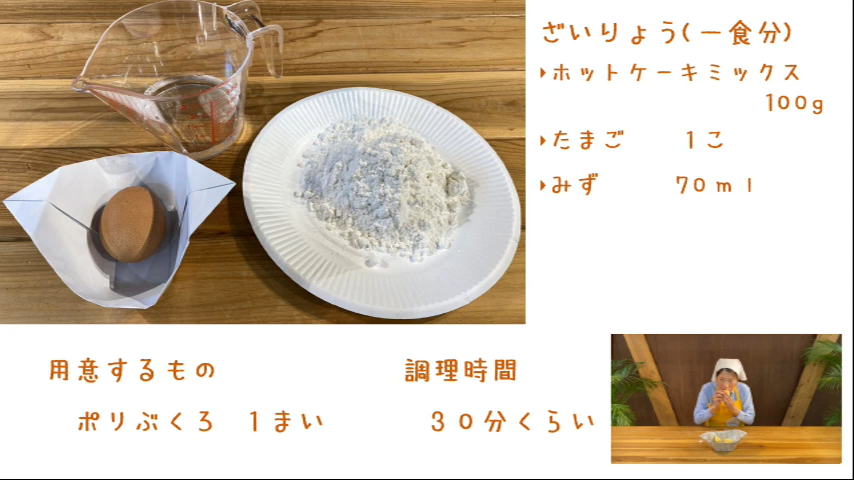 ざいりょう(一食分)
▸ホットケーキミックス
100g
▸たまご 1こ
▸みず 70ml
用意するもの
ポリぶくろ 1まい
調理時間
30分くらい